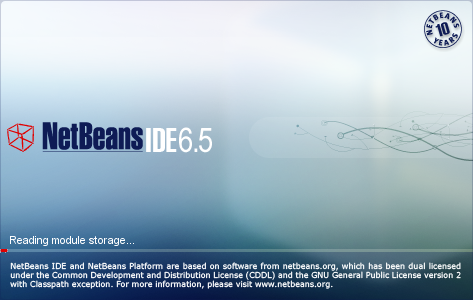 NETBEANS
10
YEARS
NetBeans IDE 6.5
Reading module storage...
NetBeans IDE and NetBeans Platform are based on software from netbeans.org, which has been dual licensed
under the Common Development and Distribution License (CDDL) and the GNU General Public License version 2
with Classpath exception. For more information, please visit www.netbeans.org.